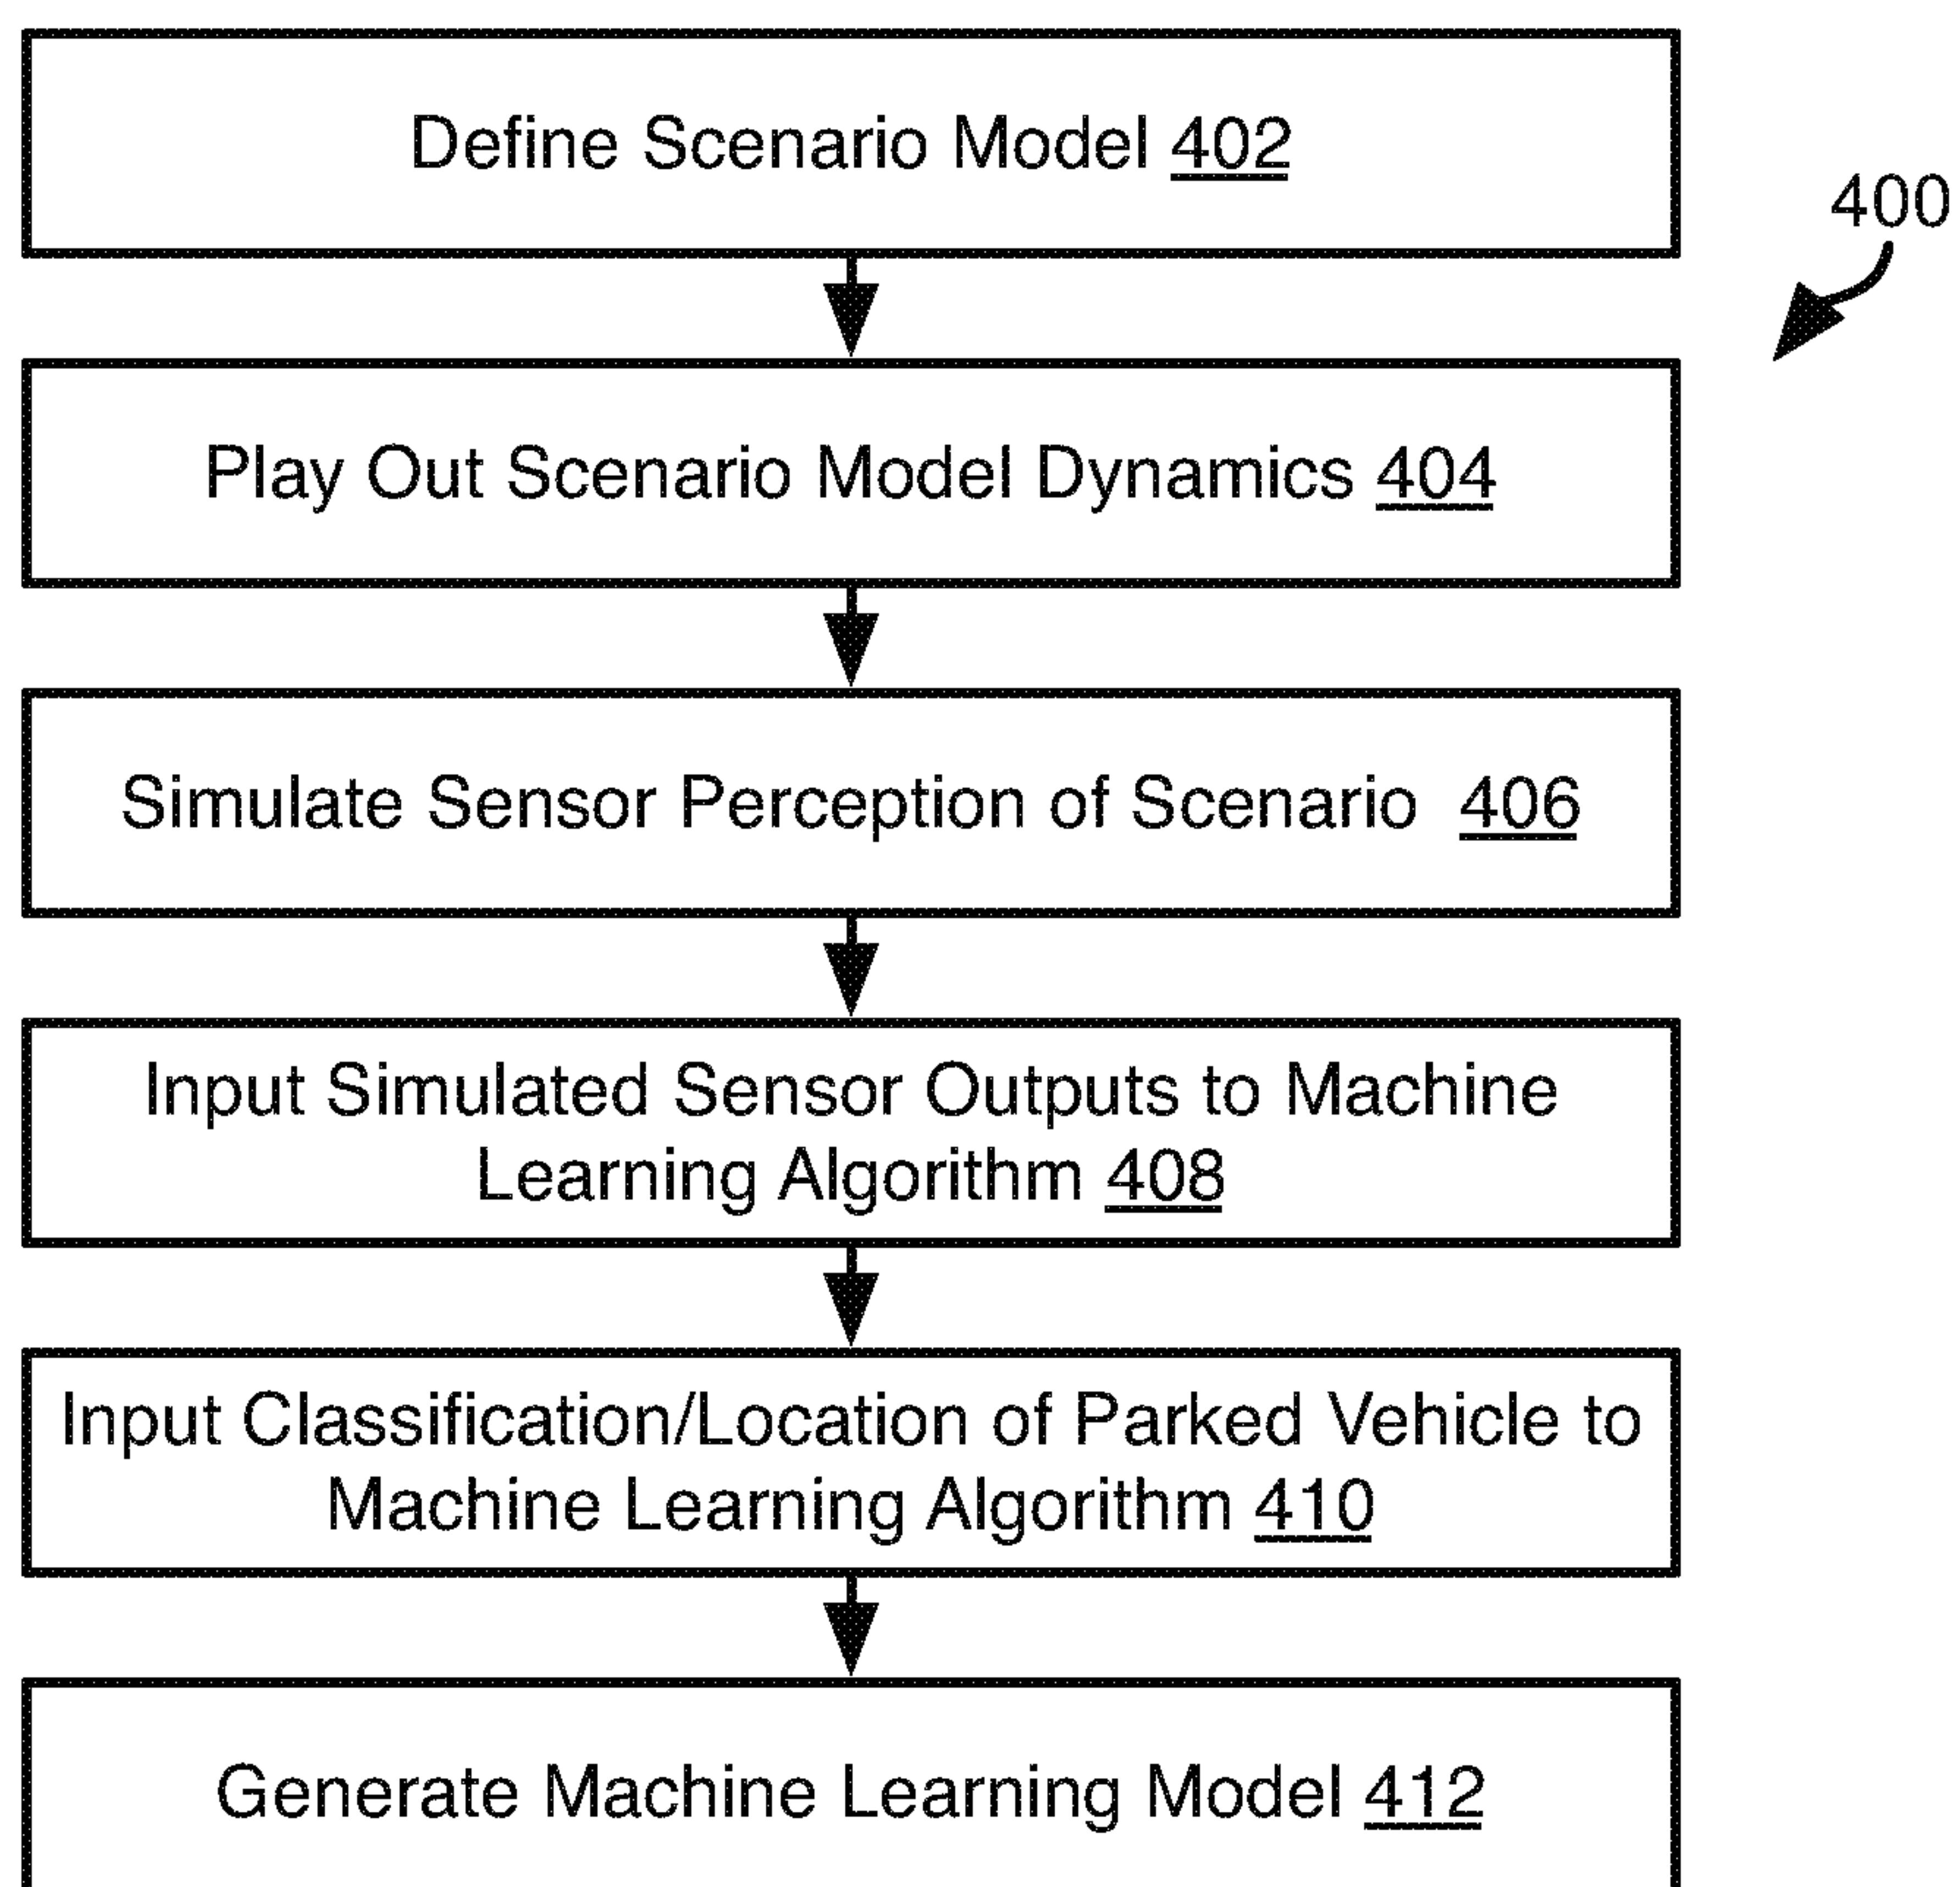 Define Scenario Model 402
400
Play Out Scenario Model Dynamics 404
Simulate Sensor Perception of Scenario 406
Input Simulated Sensor Outputs to Machine
Learning Algorithm 408
Input Classification/Location of Parked Vehicle to
Machine Learning Algorithm 410
Generate Machine Learning Model 412